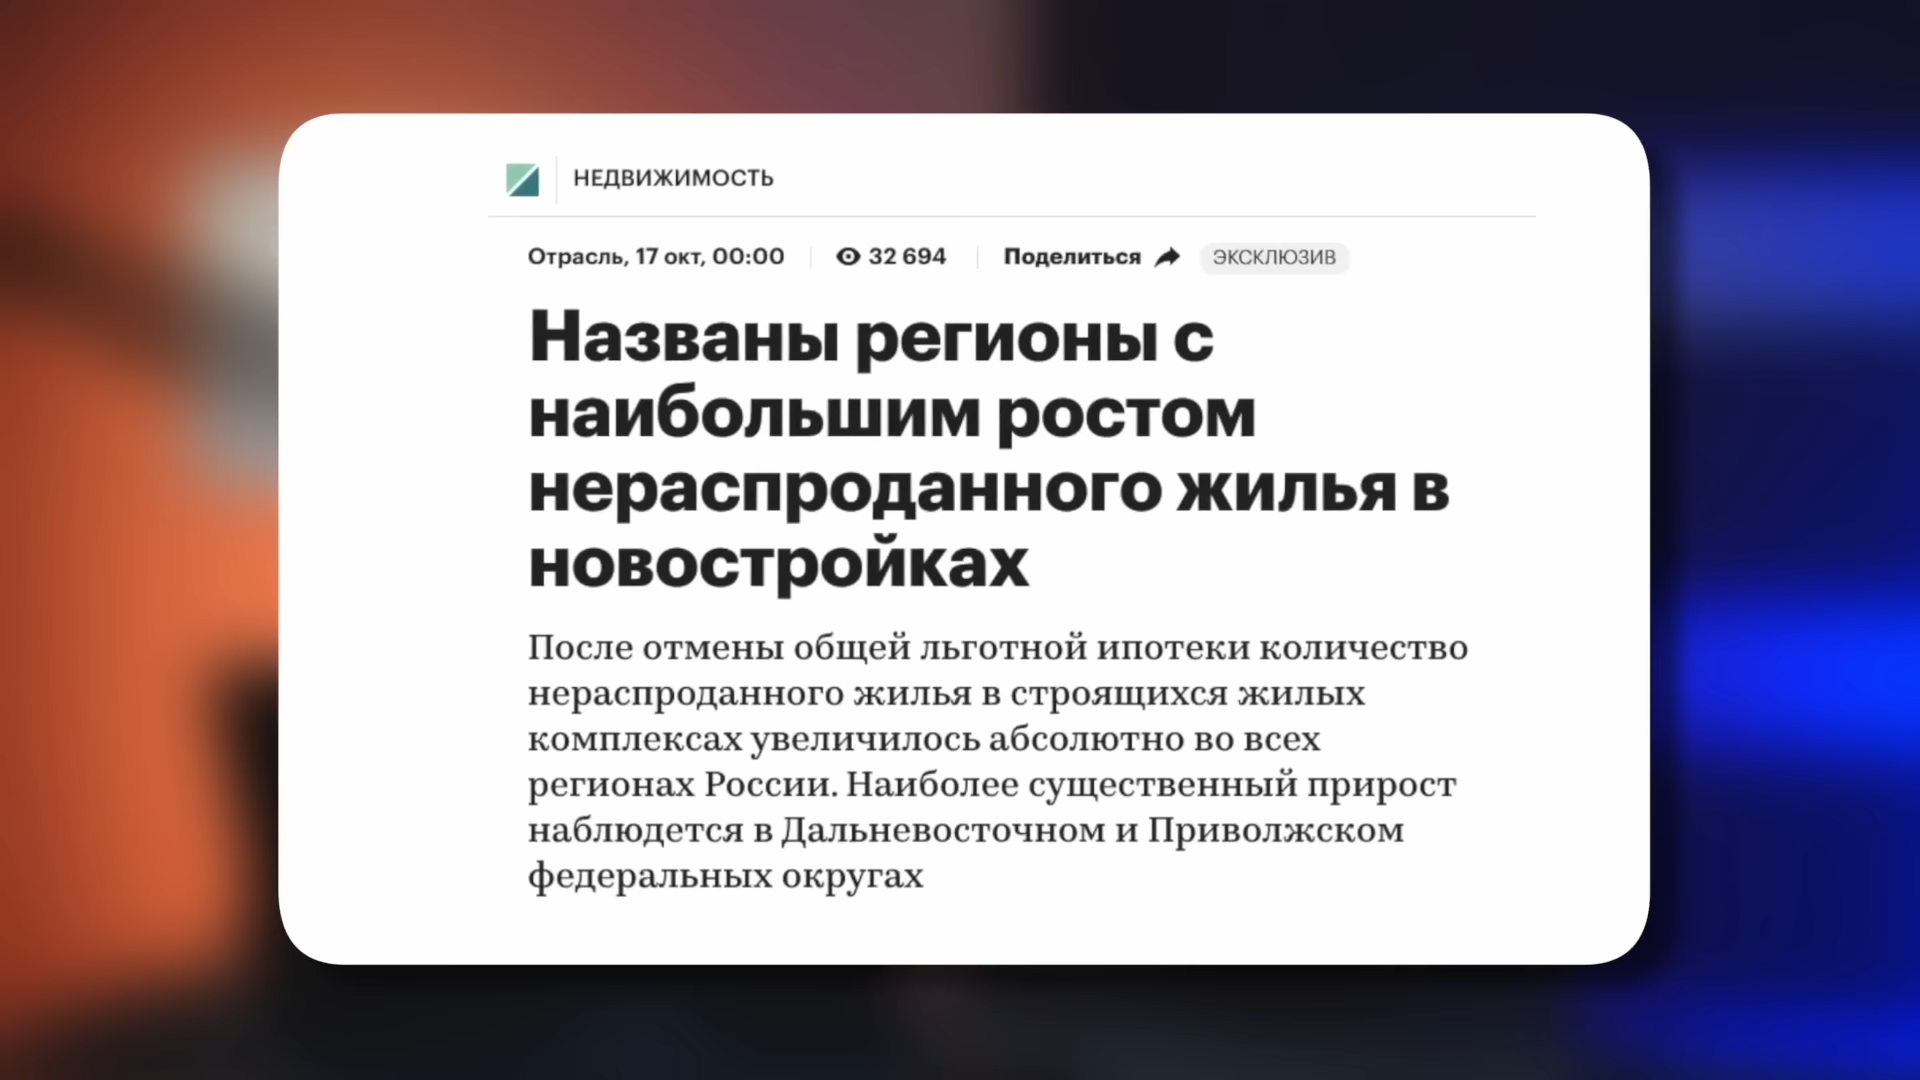 НЕДВИЖИМОСТЬ
Отрасль, 17 окт, 00:00 32 694 Поделиться ЭКСКЛЮЗИВ
Названы регионы с
наибольшим ростом
нераспроданного жилья в
новостройках
После отмены общей льготной ипотеки количество
нераспроданного жилья в строящихся жилых
комплексах увеличилось абсолютно во всех
регионах России. Наиболее существенный прирост
наблюдется в Дальневосточном и Приволжском
федеральных округах